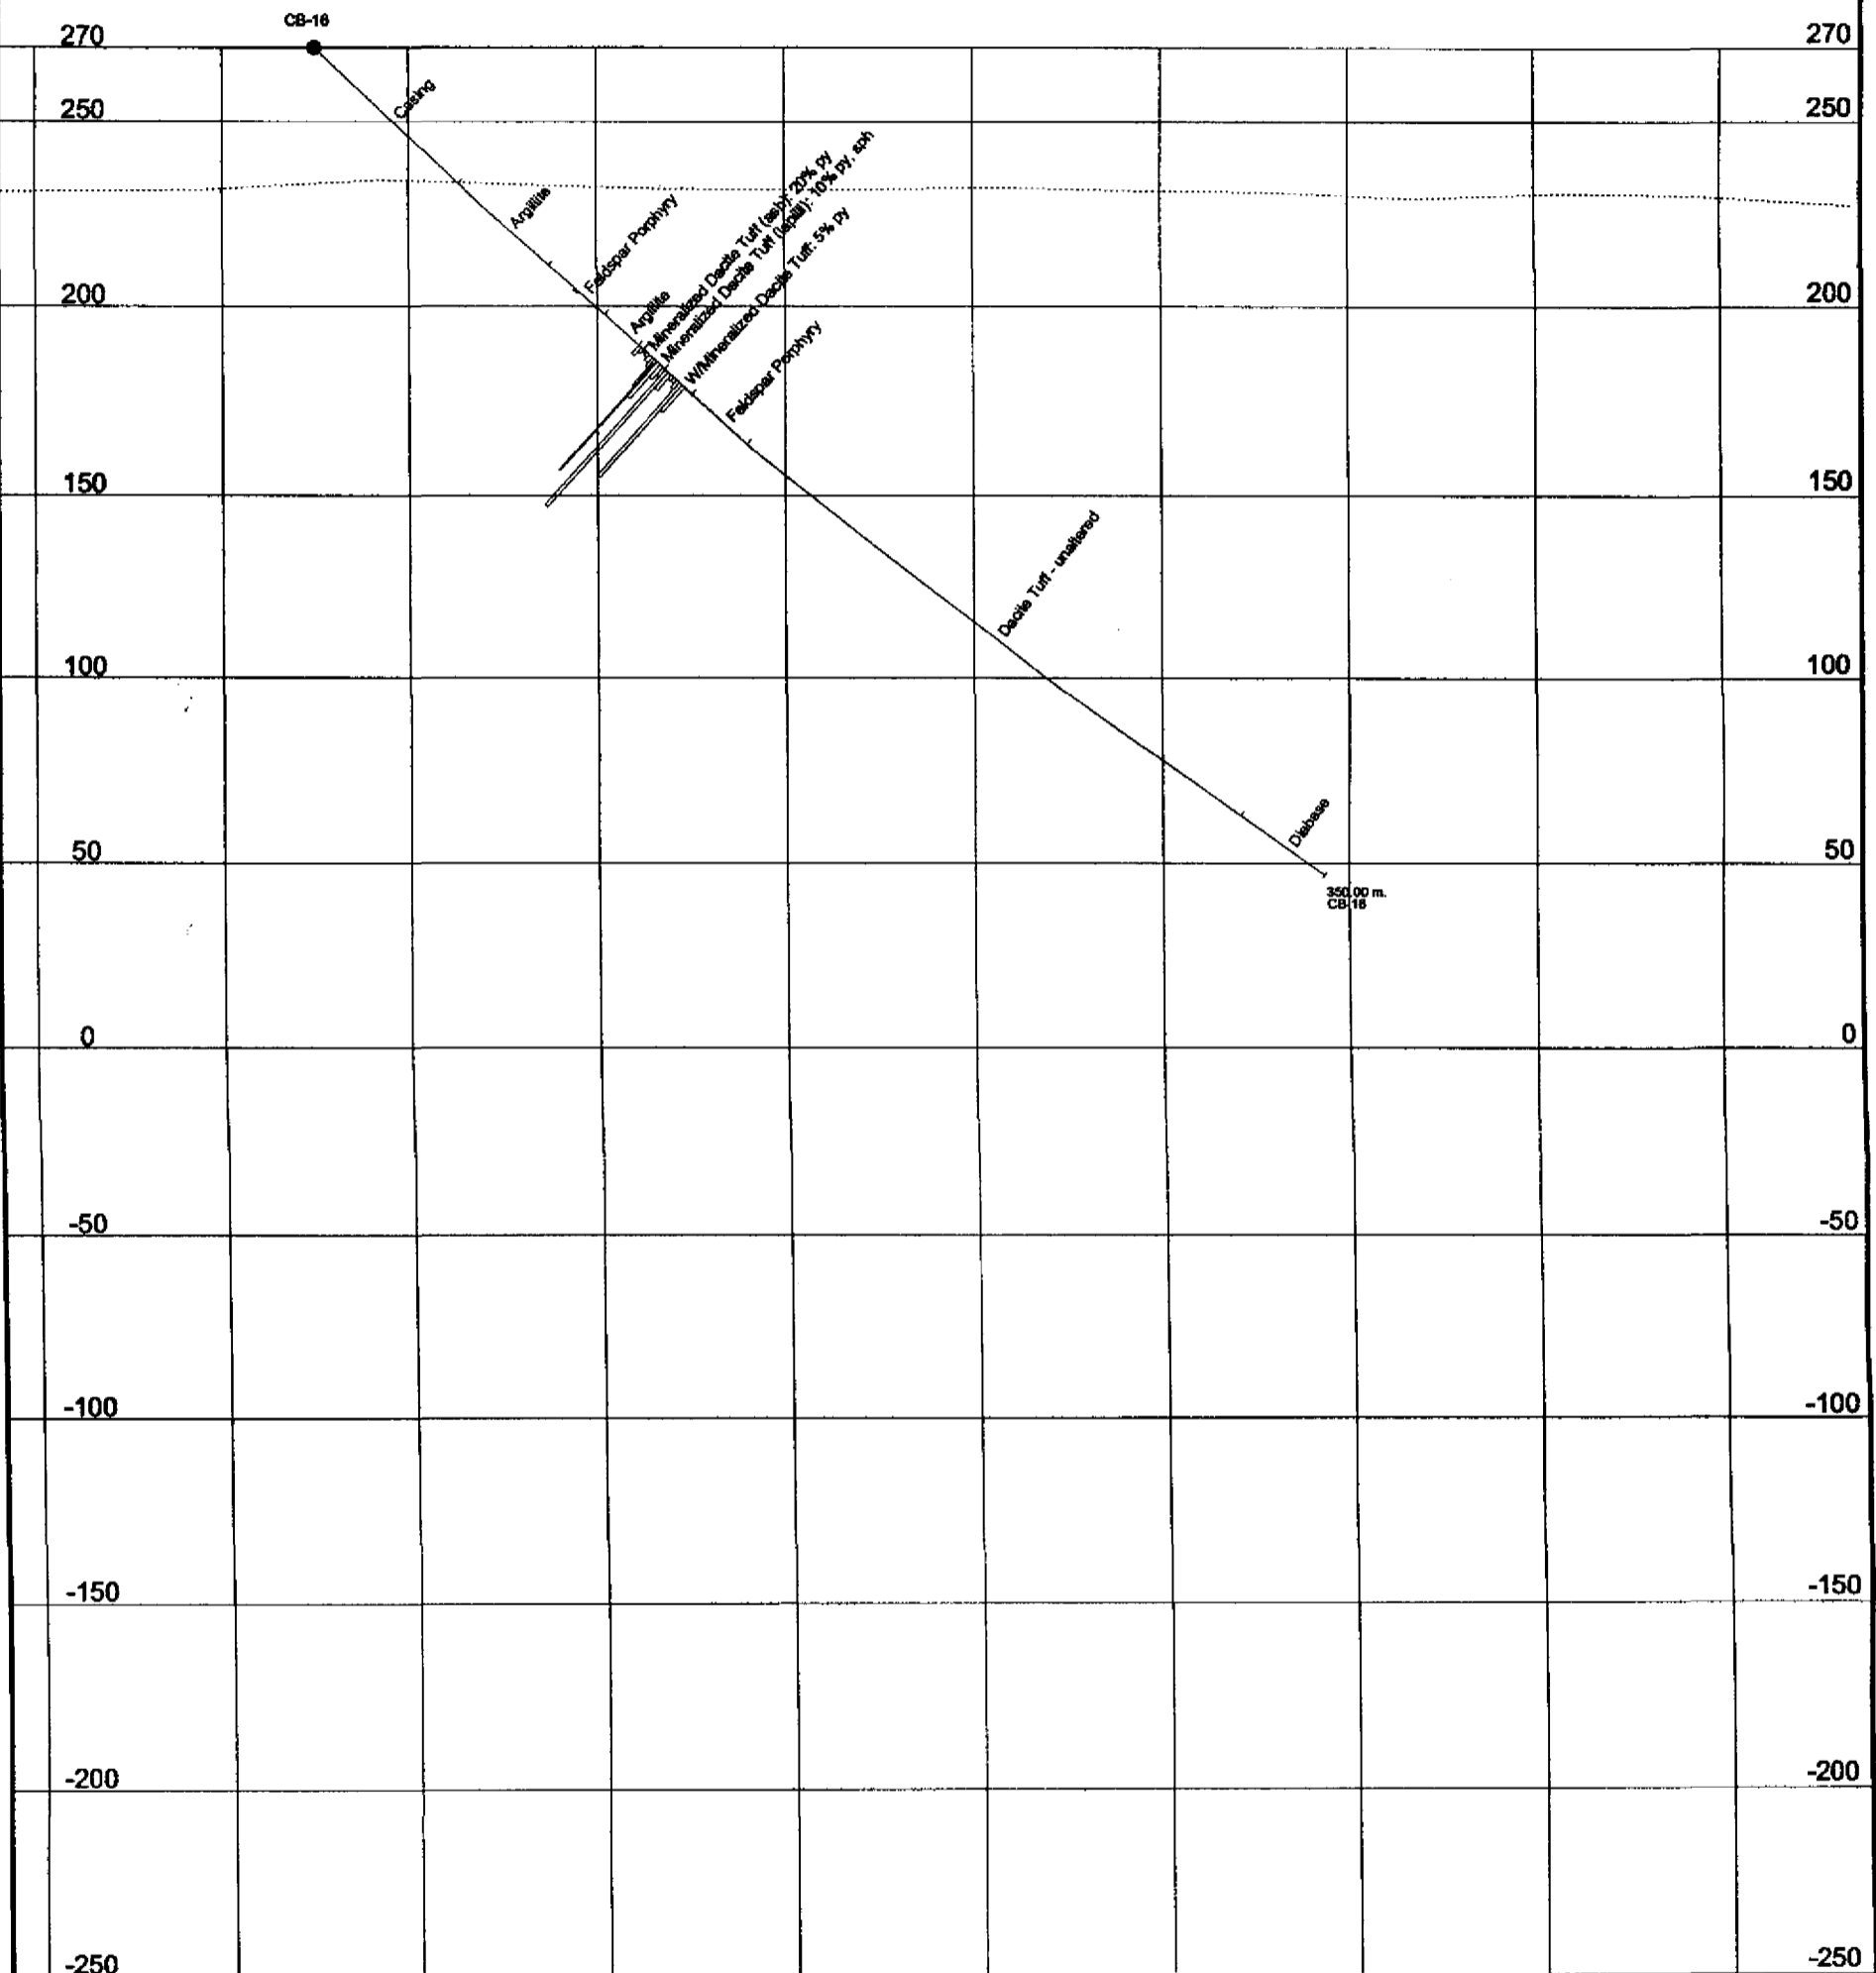 CB-16
270 270
250 250
Casing
Argillite
Feldspar Porphyry
200 200
Argillite
Mineralized Dacite Tuff (ash): 20% py
Mineralized Dacite Tuff (lapilli): 10% py, sph
W/Mineralized Dacite Tuff: 5% py
Feldspar Porphyry
150 150
Dacite Tuff - unaltered
100 100
Diabase
50 50
350.00 m.
CB-16
0 0
-50 -50
-100 -100
-150 -150
-200 -200
-250 -250